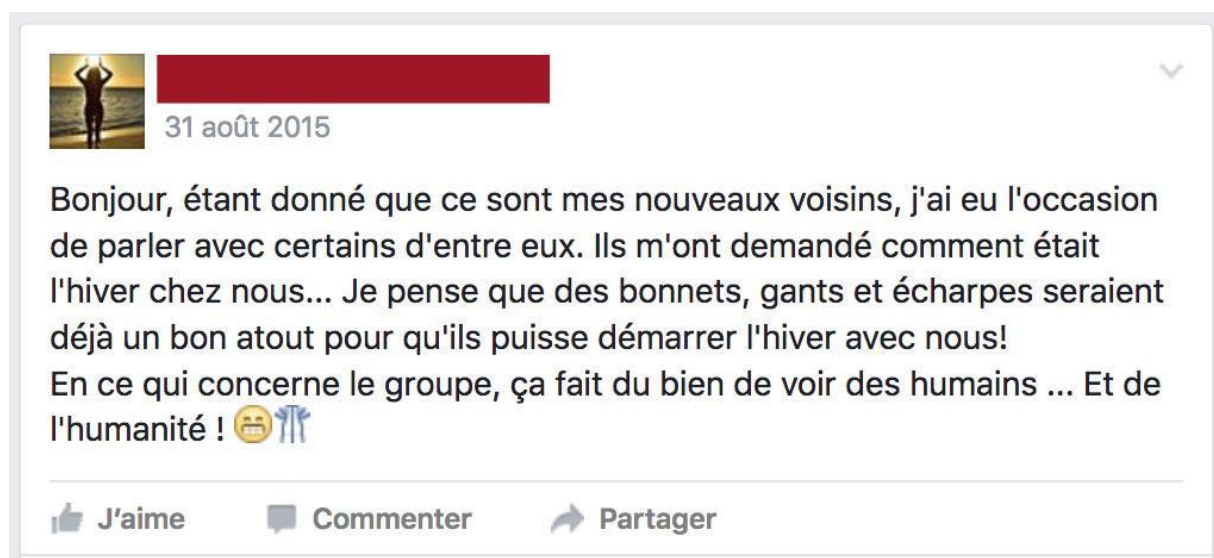 31 août 2015
Bonjour, étant donné que ce sont mes nouveaux voisins, j'ai eu l'occasion
de parler avec certains d'entre eux. Ils m'ont demandé comment était
l'hiver chez nous... Je pense que des bonnets, gants et écharpes seraient
déjà un bon atout pour qu'ils puisse démarrer l'hiver avec nous!
En ce qui concerne le groupe, ça fait du bien de voir des humains ... Et de
l'humanité ! 😁
J'aime Commenter Partager